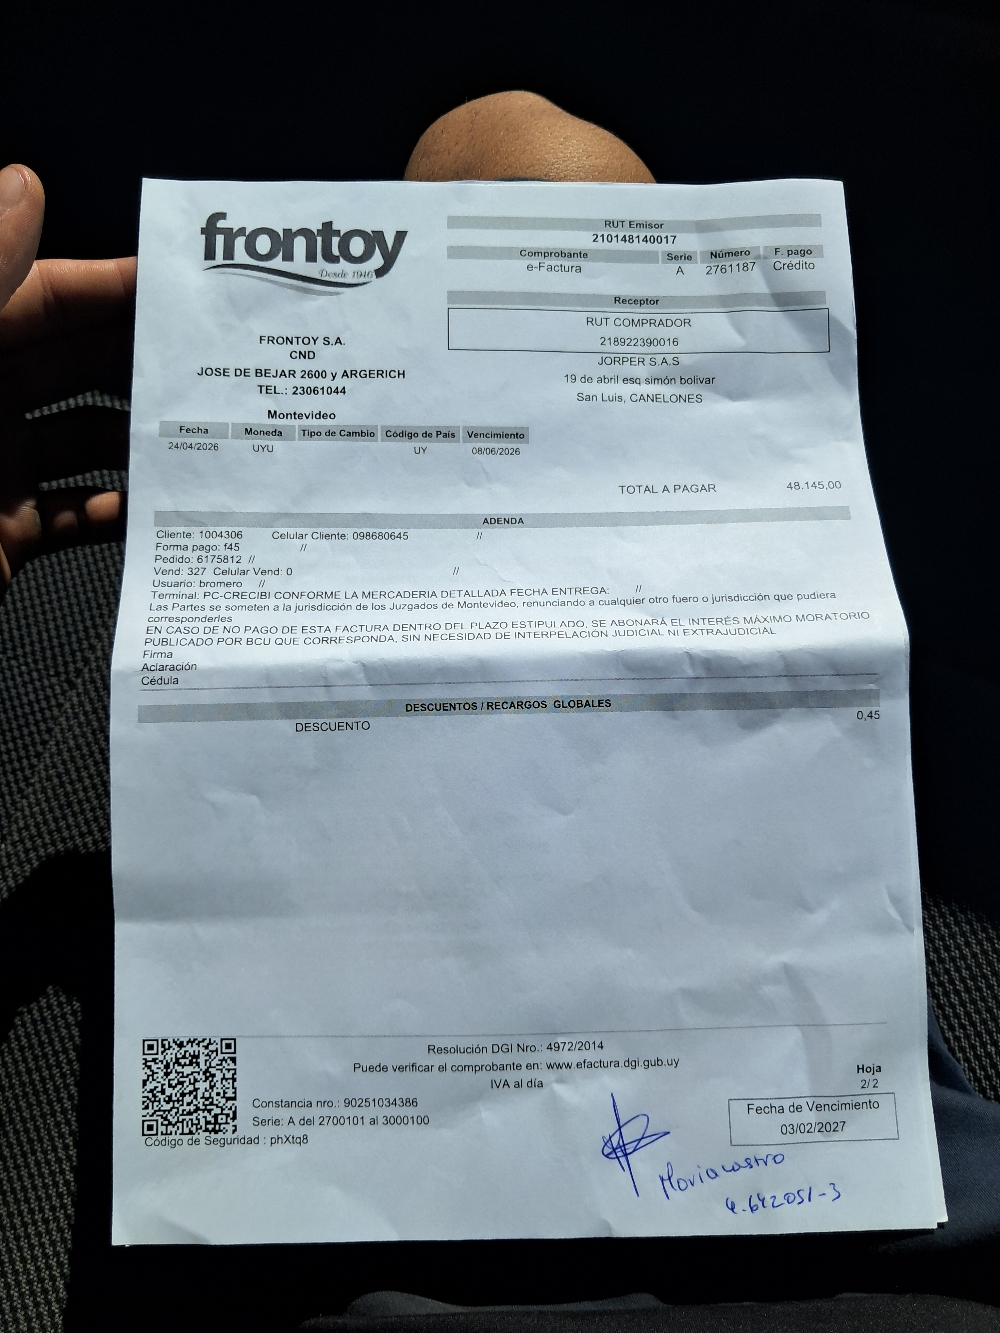 frontoy
Desde 1946
FRONTOY S.A.
CND
JOSE DE BEJAR 2600 y ARGERICH
TEL.: 23061044
Montevideo
RUT Emisor
210148140017
Comprobante Serie Número F. pago
e-Factura A 2761187 Crédito
Receptor
RUT COMPRADOR
218922390016
JORPER S.A.S
19 de abril esq simón bolivar
San Luis, CANELONES
Fecha Moneda Tipo de Cambio Código de País Vencimiento
24/04/2026 UYU UY 08/06/2026
TOTAL A PAGAR 48.145,00
ADENDA
Cliente: 1004306 Celular Cliente: 098680645 //
Forma pago: f45 //
Pedido: 6175812 //
Vend: 327 Celular Vend: 0 //
Usuario: bromero //
Terminal: PC-CRECIBI CONFORME LA MERCADERIA DETALLADA FECHA ENTREGA: //
Las Partes se someten a la jurisdicción de los Juzgados de Montevideo, renunciando a cualquier otro fuero o jurisdicción que pudiera
corresponderles
EN CASO DE NO PAGO DE ESTA FACTURA DENTRO DEL PLAZO ESTIPULADO, SE ABONARÁ EL INTERÉS MÁXIMO MORATORIO
PUBLICADO POR BCU QUE CORRESPONDA, SIN NECESIDAD DE INTERPELACIÓN JUDICIAL NI EXTRAJUDICIAL
Firma
Aclaración
Cédula
DESCUENTOS / RECARGOS GLOBALES
DESCUENTO 0,45
Resolución DGI Nro.: 4972/2014
Puede verificar el comprobante en: www.efactura.dgi.gub.uy
IVA al día
Constancia nro.: 90251034386
Serie: A del 2700101 al 3000100
Código de Seguridad : phXtq8
Hoja
2/2
Fecha de Vencimiento
03/02/2027
Maria castro
4.642051-3